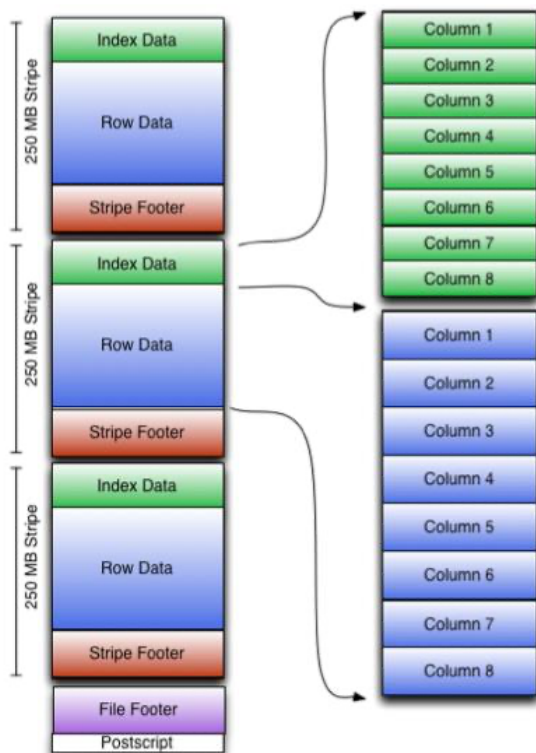 250 MB Stripe
Index Data
Row Data
Stripe Footer
250 MB Stripe
Index Data
Row Data
Stripe Footer
250 MB Stripe
Index Data
Row Data
Stripe Footer
File Footer
Postscript
Column 1
Column 2
Column 3
Column 4
Column 5
Column 6
Column 7
Column 8
Column 1
Column 2
Column 3
Column 4
Column 5
Column 6
Column 7
Column 8